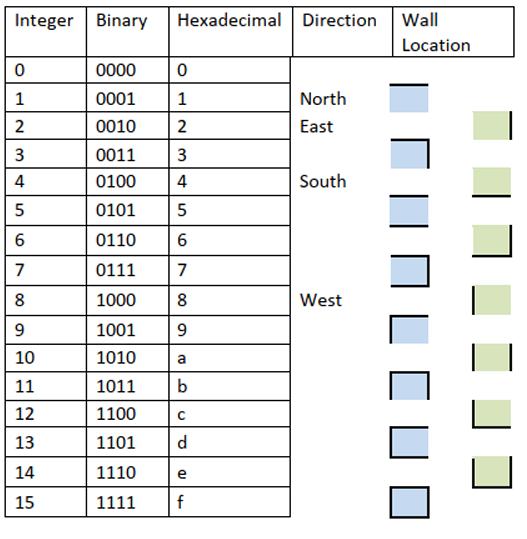 Integer Binary Hexadecimal Direction Wall Location
0 0000 0
1 0001 1 North
2 0010 2 East
3 0011 3
4 0100 4 South
5 0101 5
6 0110 6
7 0111 7
8 1000 8 West
9 1001 9
10 1010 a
11 1011 b
12 1100 c
13 1101 d
14 1110 e
15 1111 f